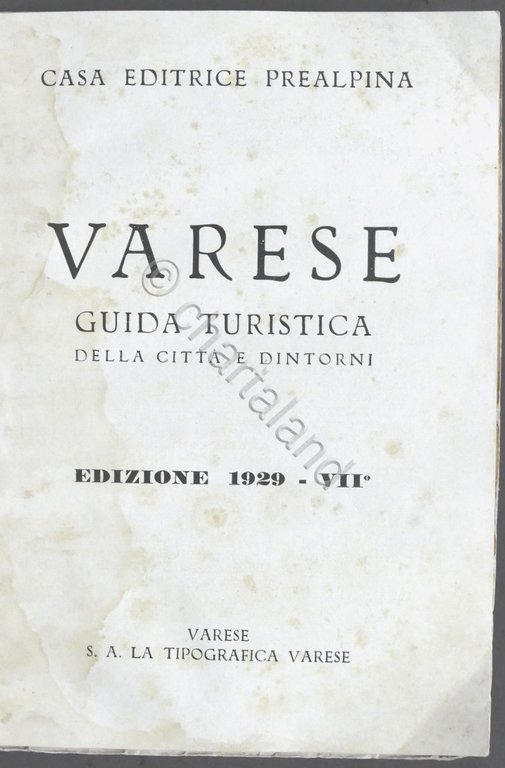 CASA EDITRICE PREALPINA
VARESE
GUIDA TURISTICA
DELLA CITTÀ E DINTORNI
EDIZIONE 1929 - VII°
VARESE
S. A. LA TIPOGRAFICA VARESE
© chartaland